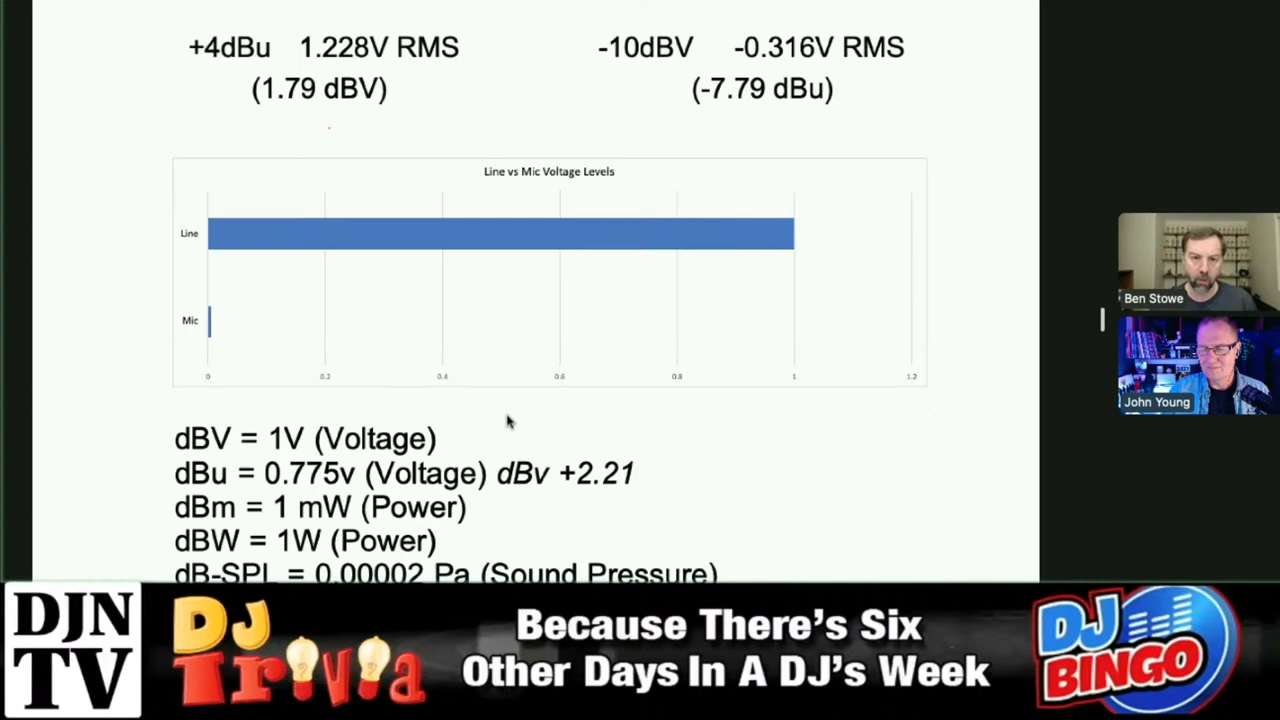 +4dBu 1.228V RMS
(1.79 dBV)
-10dBV -0.316V RMS
(-7.79 dBu)
Line vs Mic Voltage Levels
Line
Mic
0 0.2 0.4 0.6 0.8 1 1.2
dBV = 1V (Voltage)
dBu = 0.775v (Voltage) dBv +2.21
dBm = 1 mW (Power)
dBW = 1W (Power)
dB-SPL = 0.00002 Pa (Sound Pressure)
Ben Stowe
John Young
DJN
TV
DJ
Trivia
Because There's Six
Other Days In A DJ's Week
DJ
BINGO